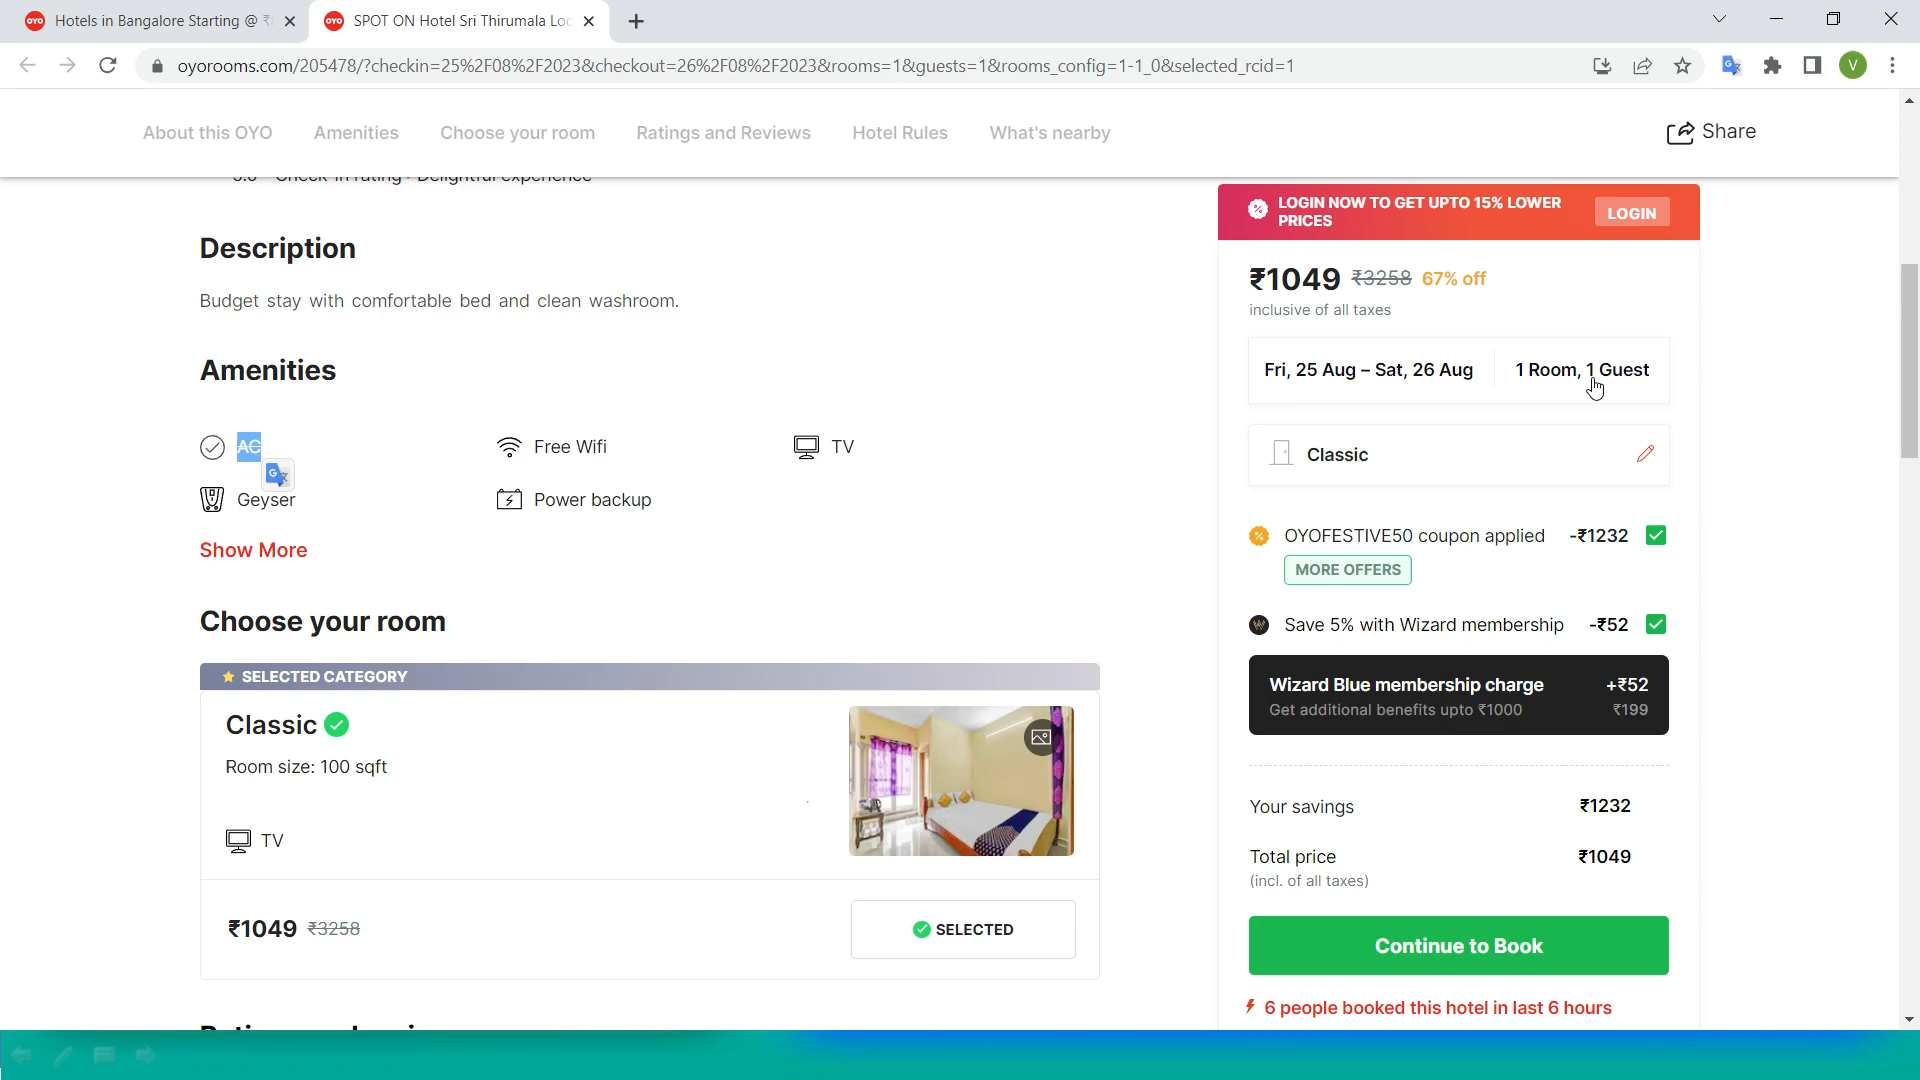 Hotels in Bangalore Starting @ ₹
SPOT ON Hotel Sri Thirumala Lod
oyorooms.com/205478/?checkin=25%2F08%2F2023&checkout=26%2F08%2F2023&rooms=1&guests=1&rooms_config=1-1_0&selected_rcid=1
V
About this OYO
Amenities
Choose your room
Ratings and Reviews
Hotel Rules
What's nearby
Share
Description
Budget stay with comfortable bed and clean washroom.
Amenities
AC
Free Wifi
TV
Geyser
Power backup
Show More
Choose your room
SELECTED CATEGORY
Classic
Room size: 100 sqft
TV
₹1049 ₹3258
SELECTED
LOGIN NOW TO GET UPTO 15% LOWER
PRICES
LOGIN
₹1049 ₹3258 67% off
inclusive of all taxes
Fri, 25 Aug – Sat, 26 Aug
1 Room, 1 Guest
Classic
OYOFESTIVE50 coupon applied -₹1232
MORE OFFERS
Save 5% with Wizard membership -₹52
Wizard Blue membership charge +₹52
Get additional benefits upto ₹1000 ₹199
Your savings ₹1232
Total price ₹1049
(incl. of all taxes)
Continue to Book
6 people booked this hotel in last 6 hours